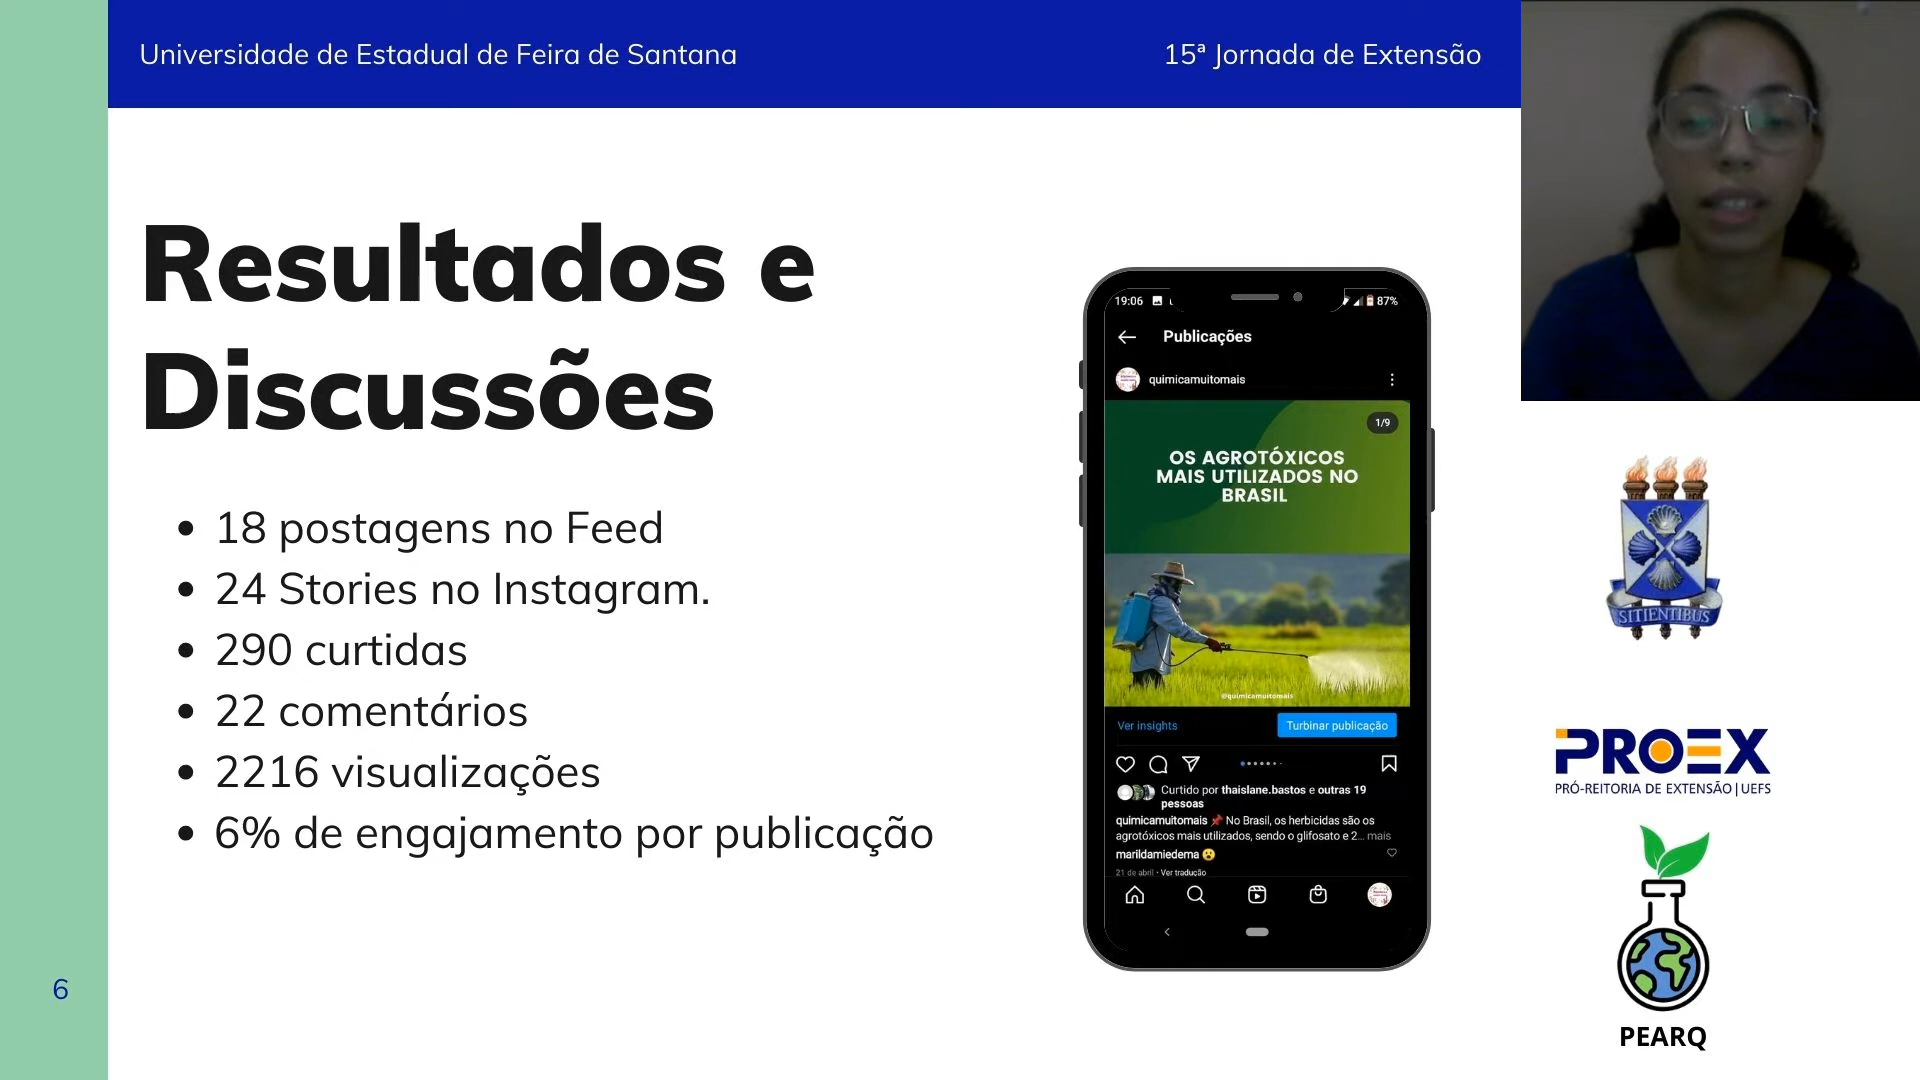 Universidade de Estadual de Feira de Santana
15ª Jornada de Extensão
Resultados e
Discussões
18 postagens no Feed
24 Stories no Instagram.
290 curtidas
22 comentários
2216 visualizações
6% de engajamento por publicação
6
19:06
87%
Publicações
quimicamuitomais
1/9
OS AGROTÓXICOS
MAIS UTILIZADOS NO
BRASIL
@quimicamuitomais
Ver insights
Turbinar publicação
Curtido por thaislane.bastos e outras 19
pessoas
quimicamuitomais 📌 No Brasil, os herbicidas são os
agrotóxicos mais utilizados, sendo o glifosato e 2... mais
marildamiedema 😮
21 de abril • Ver tradução
SITIENTIBUS
PROEX
PRÓ-REITORIA DE EXTENSÃO | UEFS
PEARQ